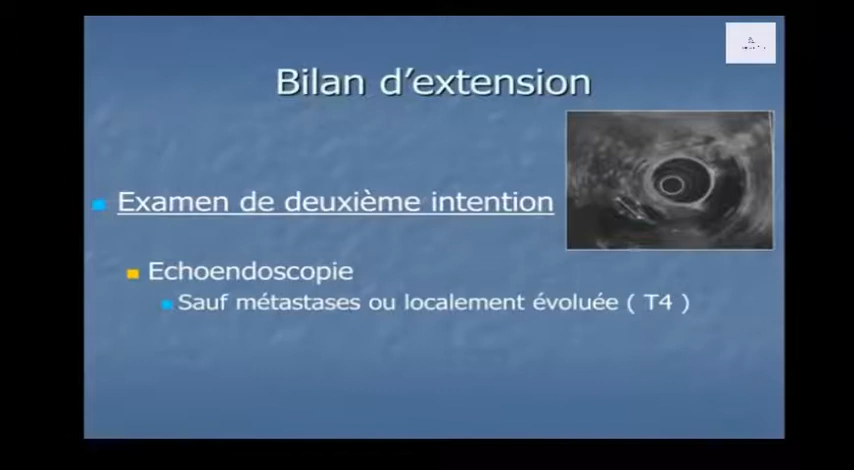 Bilan d'extension
Examen de deuxième intention
Echoendoscopie
Sauf métastases ou localement évoluée ( T4 )